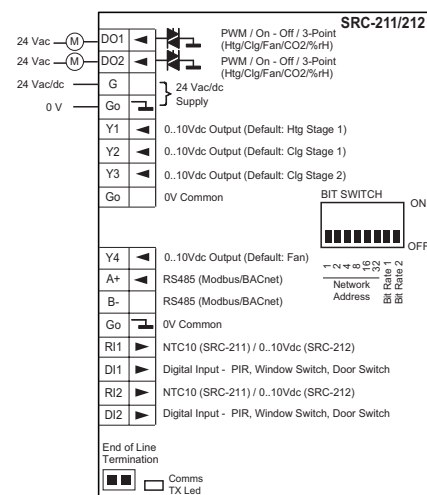 SRC-211/212
24 Vac M DO1 PWM / On - Off / 3-Point
(Htg/Clg/Fan/CO2/%rH)
24 Vac M DO2 PWM / On - Off / 3-Point
(Htg/Clg/Fan/CO2/%rH)
24 Vac/dc G 24 Vac/dc
Supply
0 V Go
Y1 0..10Vdc Output (Default: Htg Stage 1)
Y2 0..10Vdc Output (Default: Clg Stage 1)
Y3 0..10Vdc Output (Default: Clg Stage 2)
Go 0V Common
BIT SWITCH
ON
OFF
1 2 4 8 16 32 Bit Rate 1 Bit Rate 2
Network
Address
Y4 0..10Vdc Output (Default: Fan)
A+ RS485 (Modbus/BACnet)
B- RS485 (Modbus/BACnet)
Go 0V Common
RI1 NTC10 (SRC-211) / 0..10Vdc (SRC-212)
DI1 Digital Input - PIR, Window Switch, Door Switch
RI2 NTC10 (SRC-211) / 0..10Vdc (SRC-212)
DI2 Digital Input - PIR, Window Switch, Door Switch
End of Line
Termination
Comms
TX Led